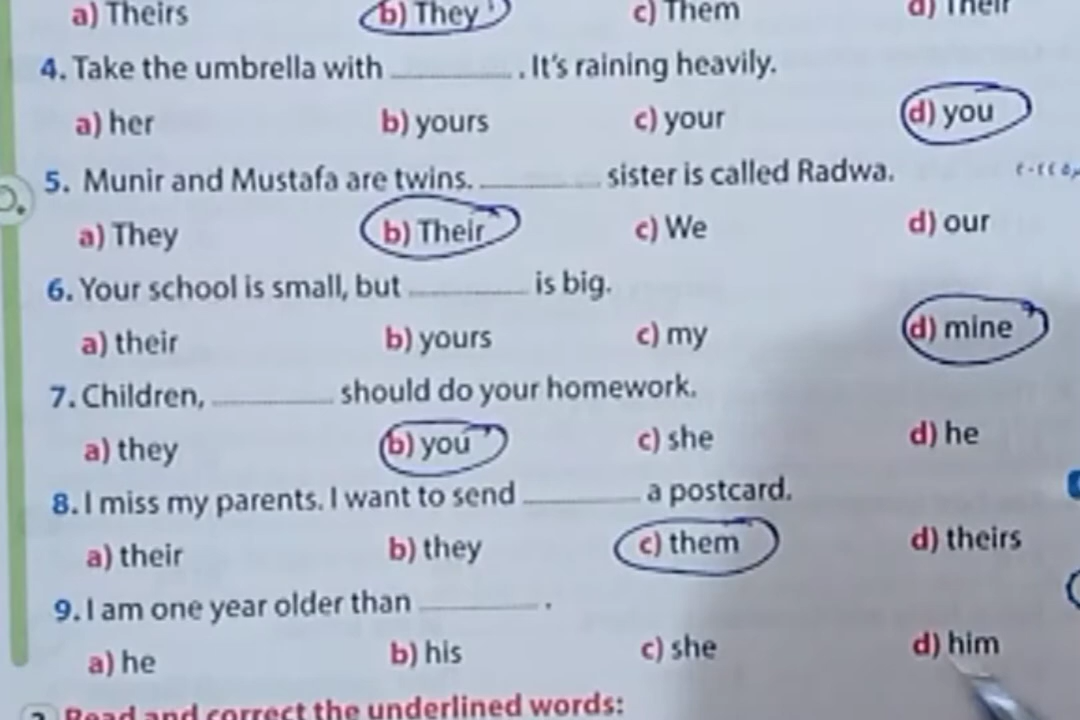 a) Theirs b) They c) Them d) Their
4. Take the umbrella with ________. It's raining heavily.
a) her b) yours c) your d) you
5. Munir and Mustafa are twins. ________ sister is called Radwa.
a) They b) Their c) We d) our
6. Your school is small, but ________ is big.
a) their b) yours c) my d) mine
7. Children, ________ should do your homework.
a) they b) you c) she d) he
8. I miss my parents. I want to send ________ a postcard.
a) their b) they c) them d) theirs
9. I am one year older than ________.
a) he b) his c) she d) him
Read and correct the underlined words: